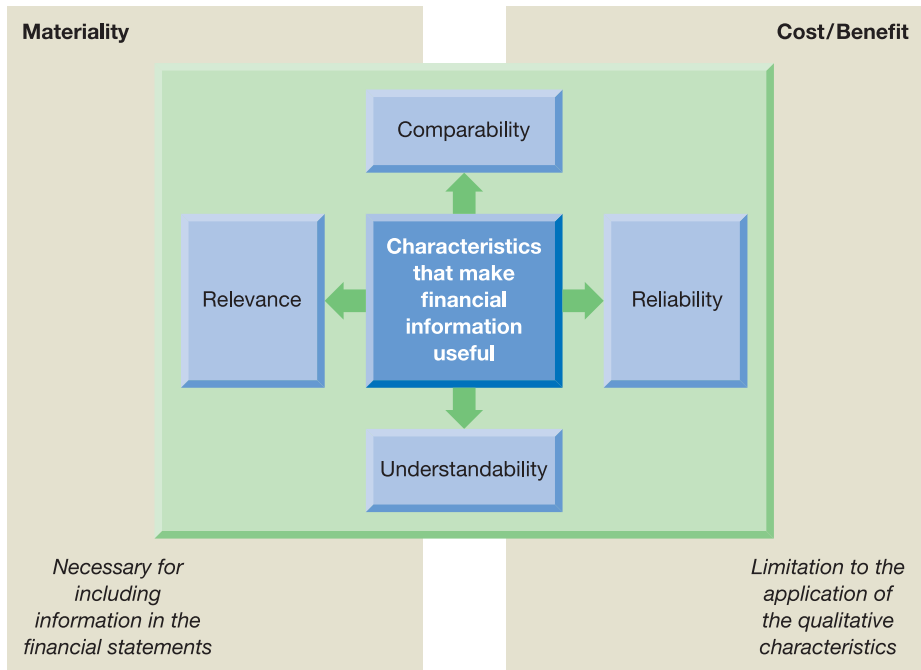 Materiality
Cost/Benefit
Comparability
Relevance
Characteristics
that make
financial
information
useful
Reliability
Understandability
Necessary for
including
information in the
financial statements
Limitation to the
application of
the qualitative
characteristics